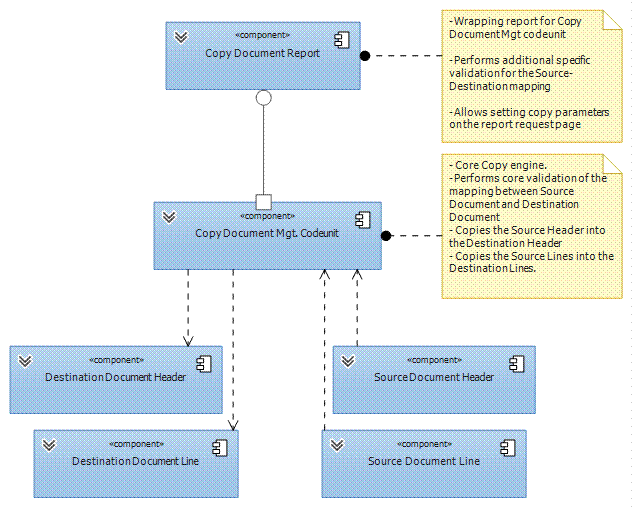 «component»
Copy Document Report
- Wrapping report for Copy
Document Mgt codeunit
- Performs additional specific
validation for the Source-
Destination mapping
- Allows setting copy parameters
on the report request page
«component»
Copy Document Mgt. Codeunit
- Core Copy engine.
- Performs core validation of the
mapping between Source
Document and Destination
Document
- Copies the Source Header into
the Destination Header
- Copies the Source Lines into the
Destination Lines.
«component»
Destination Document Header
«component»
Source Document Header
«component»
Destination Document Line
«component»
Source Document Line